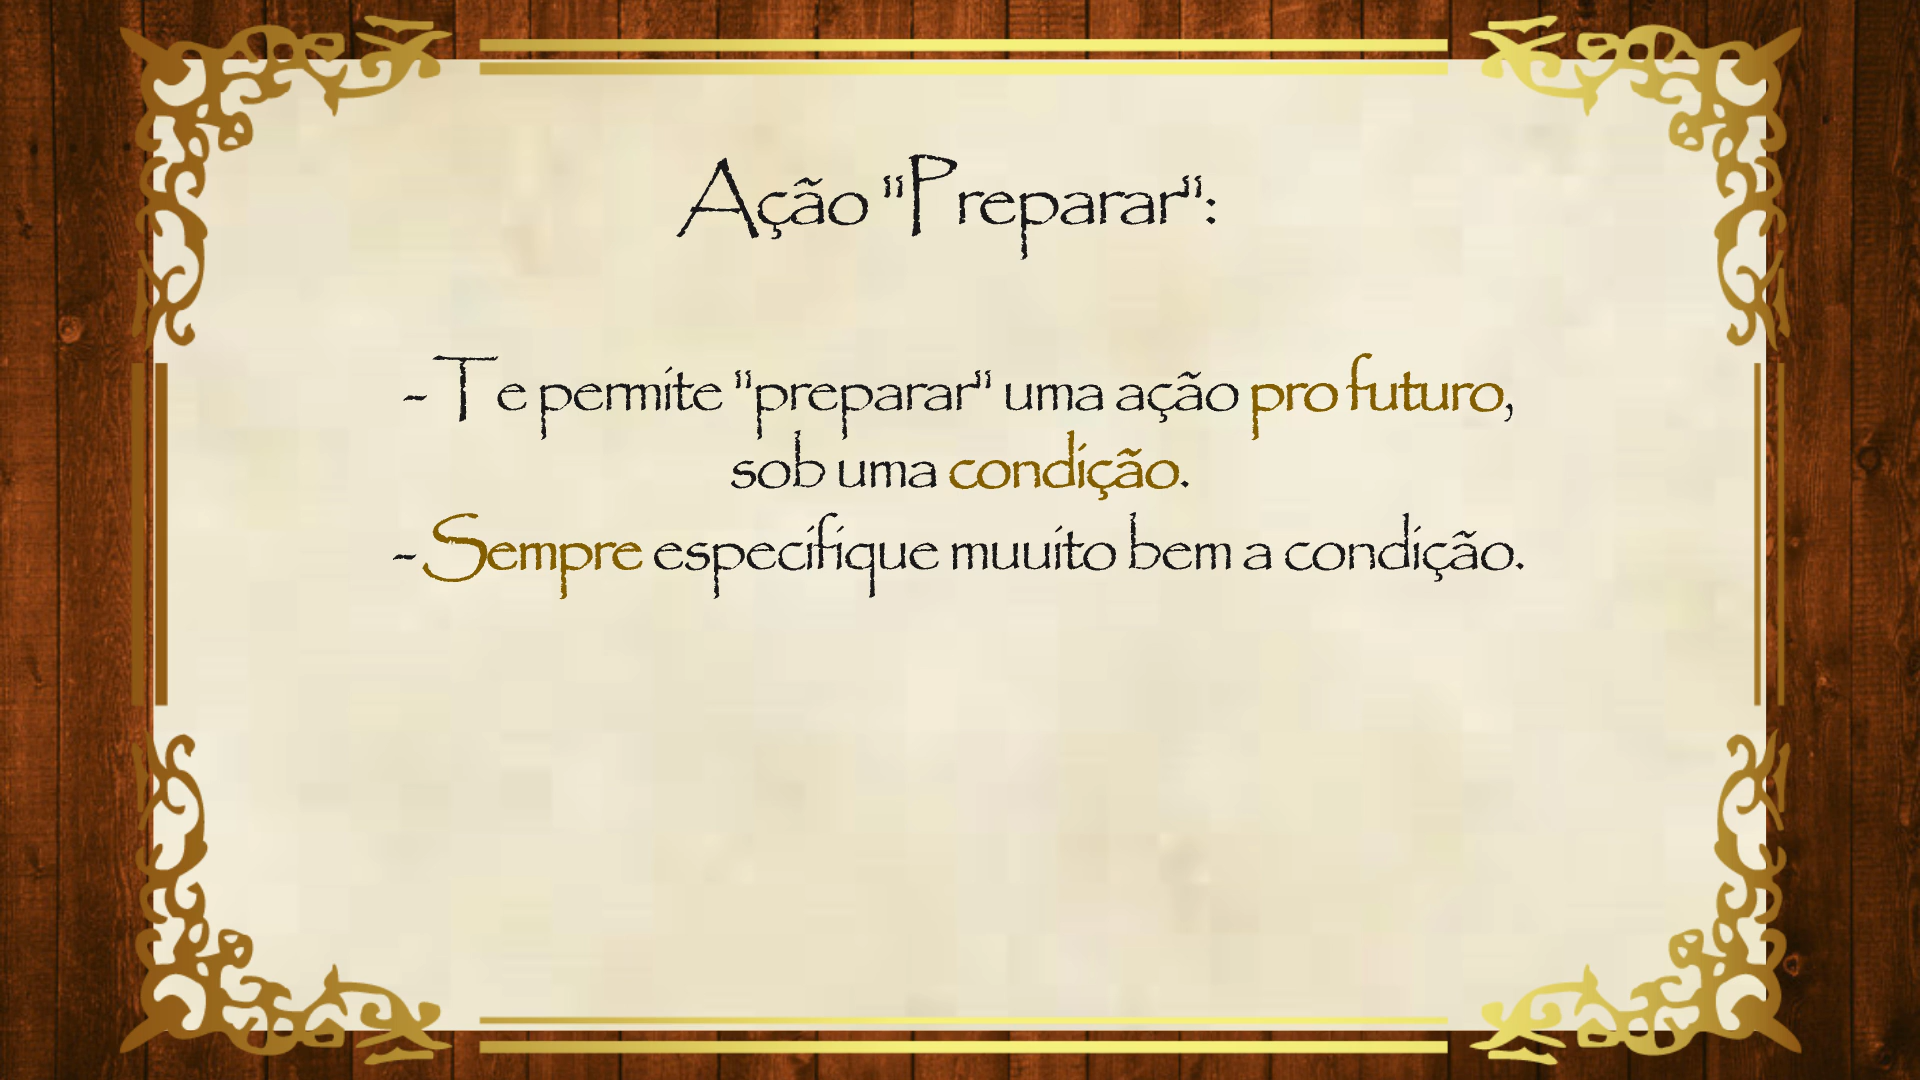 Ação "Preparar":
- Te permite "preparar" uma ação pro futuro,
sob uma condição.
- Sempre especifique muuito bem a condição.